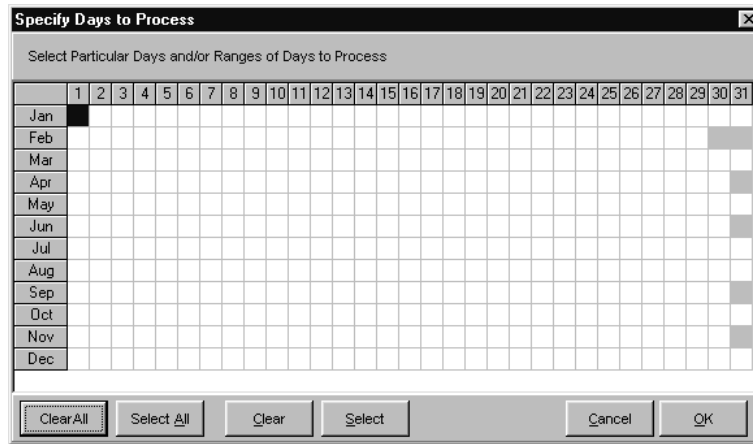 Specify Days to Process
Select Particular Days and/or Ranges of Days to Process
1 2 3 4 5 6 7 8 9 10 11 12 13 14 15 16 17 18 19 20 21 22 23 24 25 26 27 28 29 30 31
Jan
Feb
Mar
Apr
May
Jun
Jul
Aug
Sep
Oct
Nov
Dec
Clear All Select All Clear Select Cancel OK